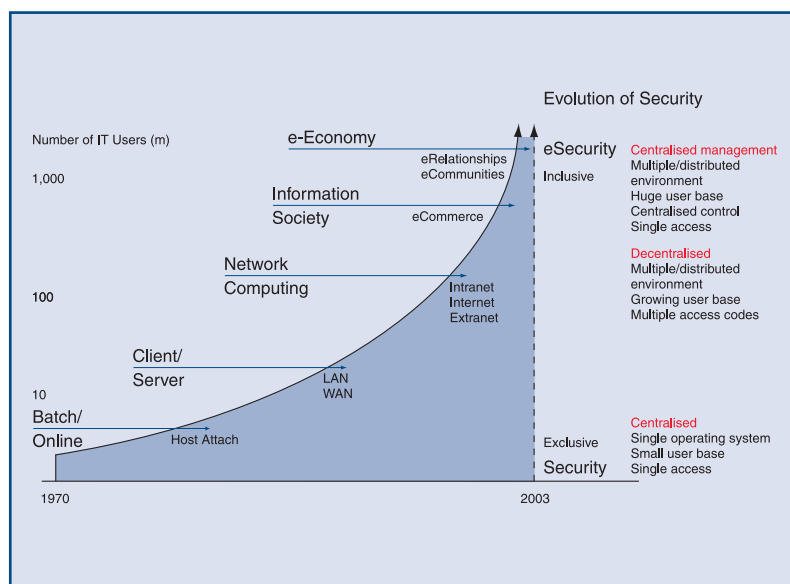 Evolution of Security
Number of IT Users (m)
e-Economy
eRelationships
eCommunities
eSecurity
Inclusive
Centralised management
Multiple/distributed
environment
Huge user base
Centralised control
Single access
1,000
Information
Society
eCommerce
Network
Computing
Intranet
Internet
Extranet
Decentralised
Multiple/distributed
environment
Growing user base
Multiple access codes
100
Client/
Server
LAN
WAN
10
Batch/
Online
Host Attach
Exclusive
Security
Centralised
Single operating system
Small user base
Single access
1970
2003